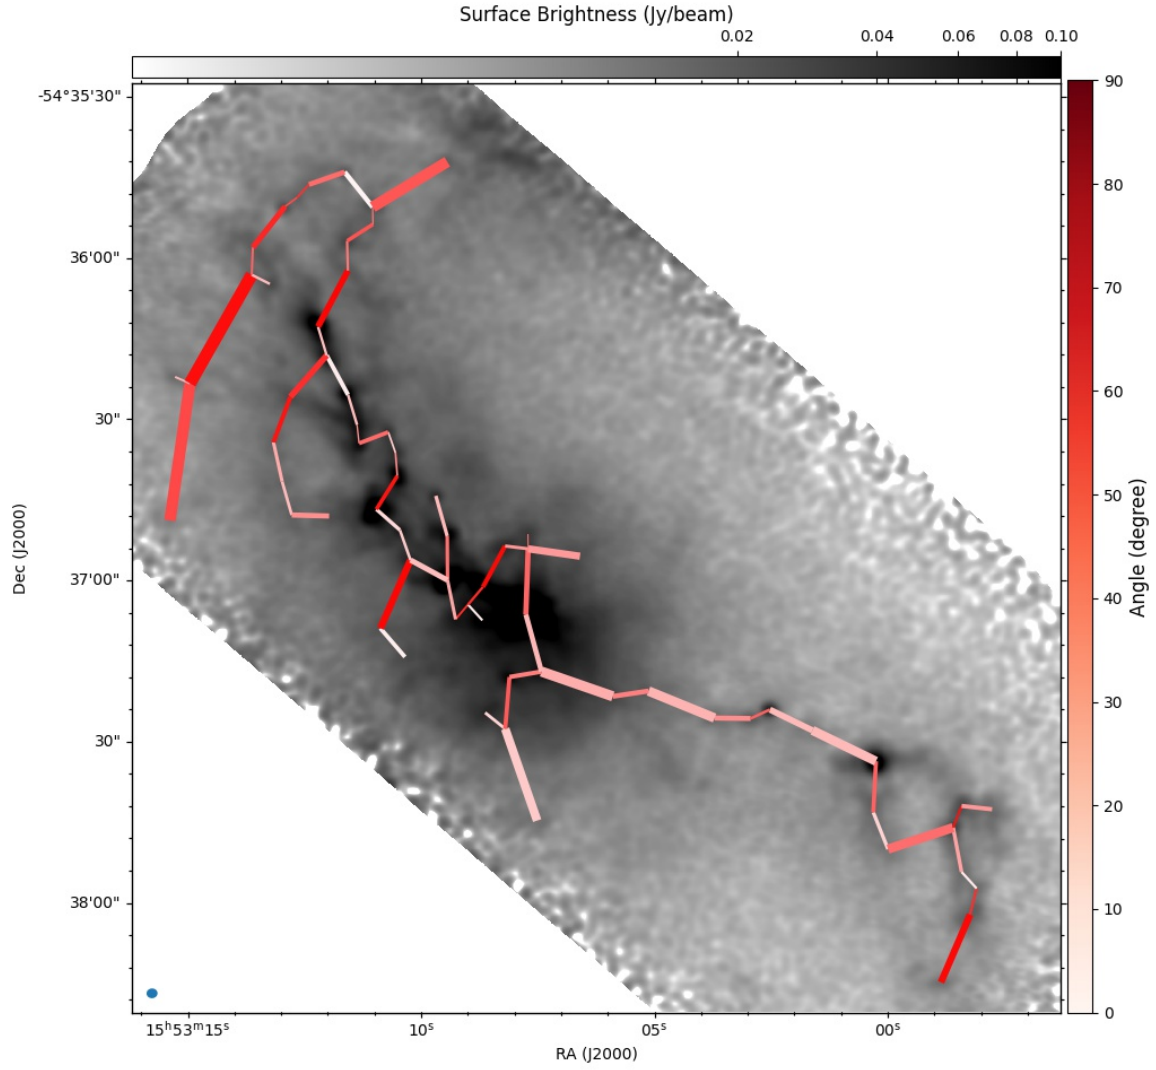 Surface Brightness (Jy/beam)
0.02 0.04 0.06 0.08 0.10
-54°35'30"
36'00"
30"
37'00"
30"
38'00"
Dec (J2000)
15ʰ53ᵐ15ˢ 10ˢ 05ˢ 00ˢ
RA (J2000)
90
80
70
60
50
40
30
20
10
0
Angle (degree)